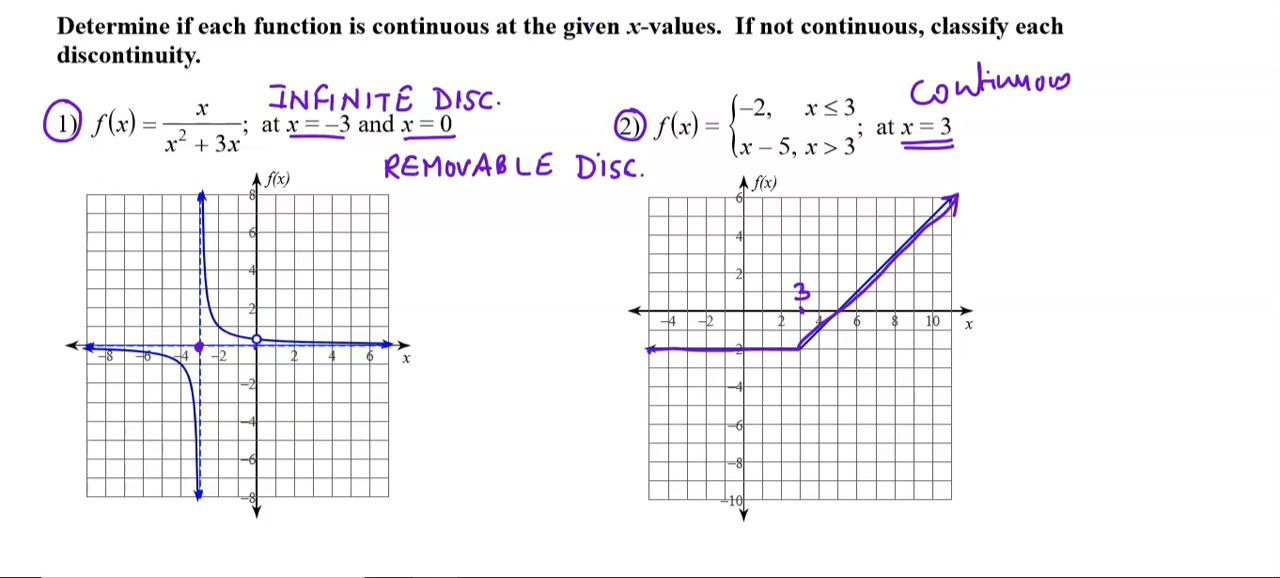 Determine if each function is continuous at the given x-values. If not continuous, classify each
discontinuity.
INFINITE DISC.
1) f(x) = x / (x² + 3x); at x = −3 and x = 0
REMOVABLE DISC.
f(x)
8
6
4
2
−8 −6 −4 −2 2 4 6 x
−2
−4
−6
−8
continuous
2) f(x) = { −2, x ≤ 3
x − 5, x > 3 ; at x = 3
f(x)
6
4
2
3
−4 −2 2 4 6 8 10 x
−2
−4
−6
−8
−10